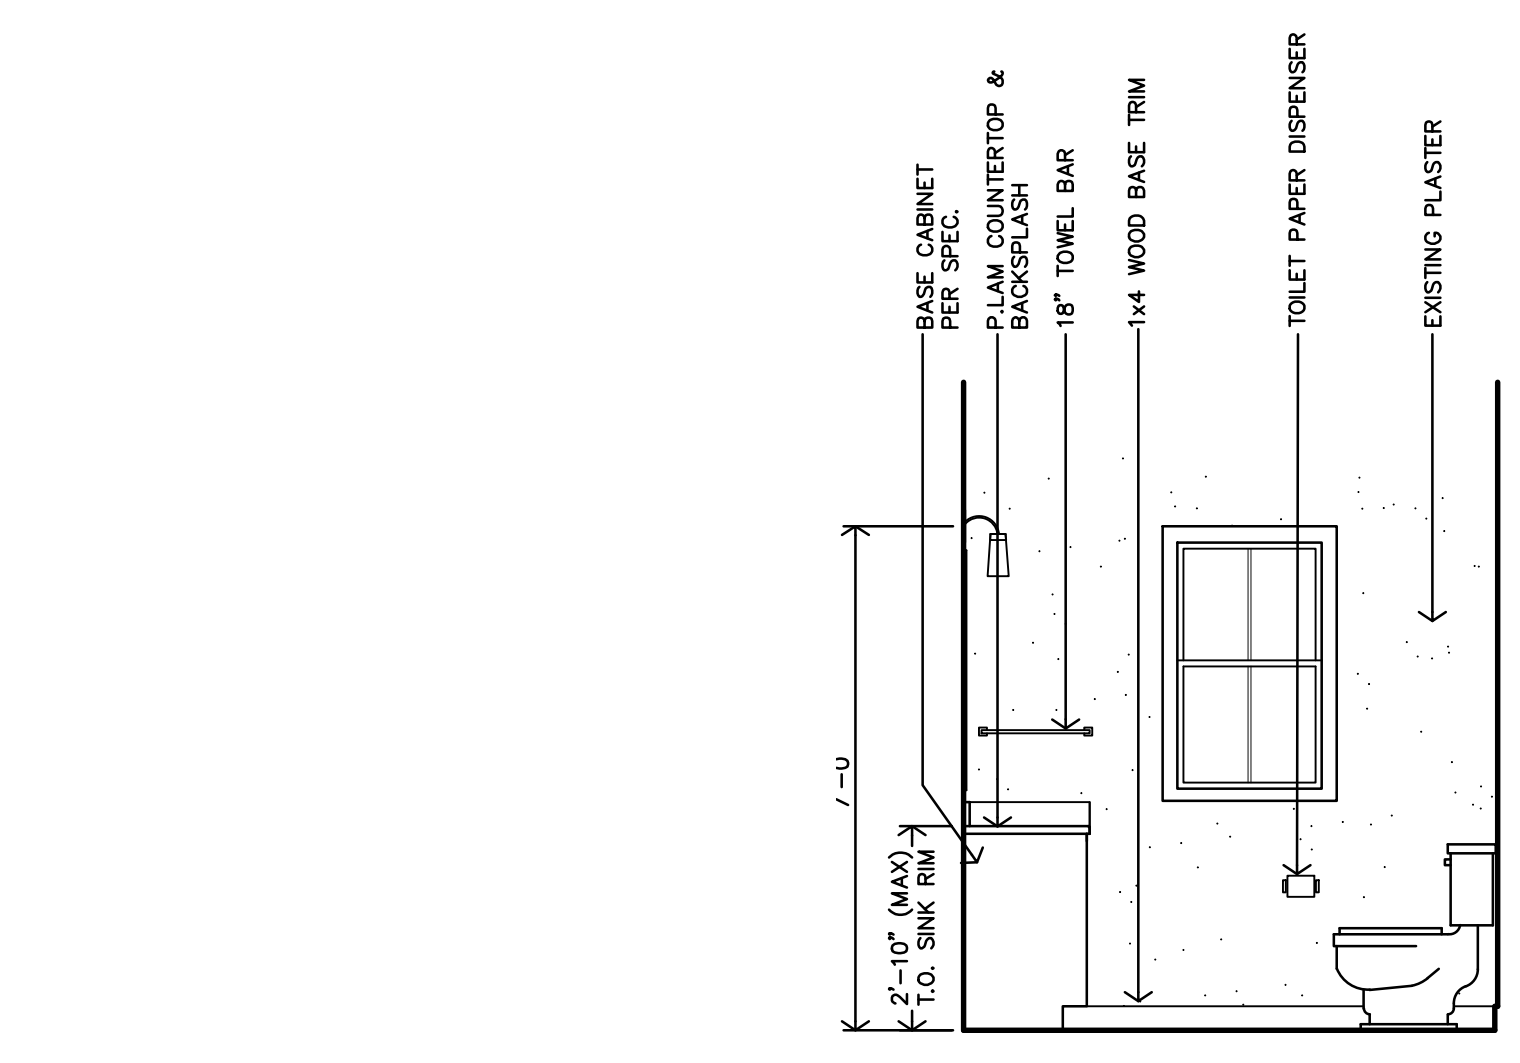 BASE CABINET
PER SPEC.
P.LAM COUNTERTOP &
BACKSPLASH
18” TOWEL BAR
1x4 WOOD BASE TRIM
TOILET PAPER DISPENSER
EXISTING PLASTER
2’–10” (MAX)
T.O. SINK RIM